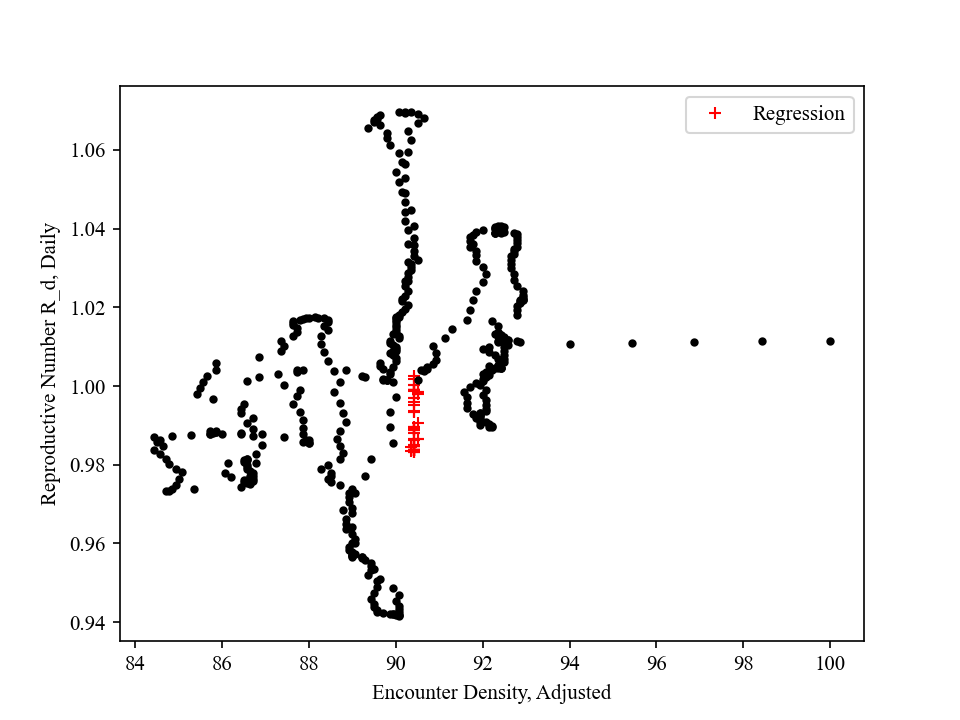 Regression
1.06
1.04
1.02
1.00
0.98
0.96
0.94
Reproductive Number R_d, Daily
84 86 88 90 92 94 96 98 100
Encounter Density, Adjusted